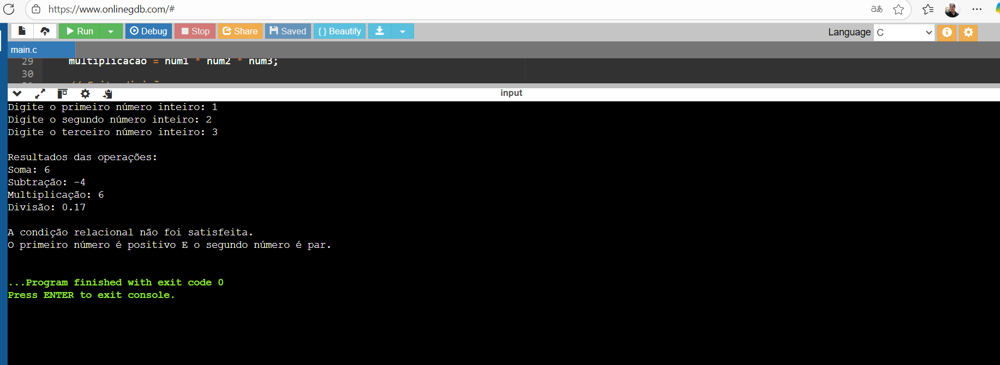 https://www.onlinegdb.com/#
Run Debug Stop Share Saved { } Beautify Language C
main.c
29 multiplicacao = num1 * num2 * num3;
30
input
Digite o primeiro número inteiro: 1
Digite o segundo número inteiro: 2
Digite o terceiro número inteiro: 3
Resultados das operações:
Soma: 6
Subtração: -4
Multiplicação: 6
Divisão: 0.17
A condição relacional não foi satisfeita.
O primeiro número é positivo E o segundo número é par.
...Program finished with exit code 0
Press ENTER to exit console.